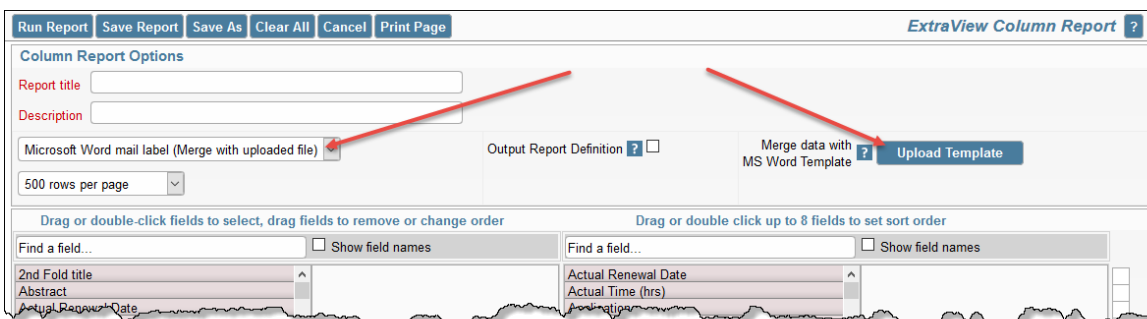 Run Report Save Report Save As Clear All Cancel Print Page ExtraView Column Report ?
Column Report Options
Report title
Description
Microsoft Word mail label (Merge with uploaded file) Output Report Definition ? Merge data with MS Word Template ? Upload Template
500 rows per page
Drag or double-click fields to select, drag fields to remove or change order Drag or double click up to 8 fields to set sort order
Find a field... Show field names Find a field... Show field names
2nd Fold title Actual Renewal Date
Abstract Actual Time (hrs)
Actual Renewal Date Application